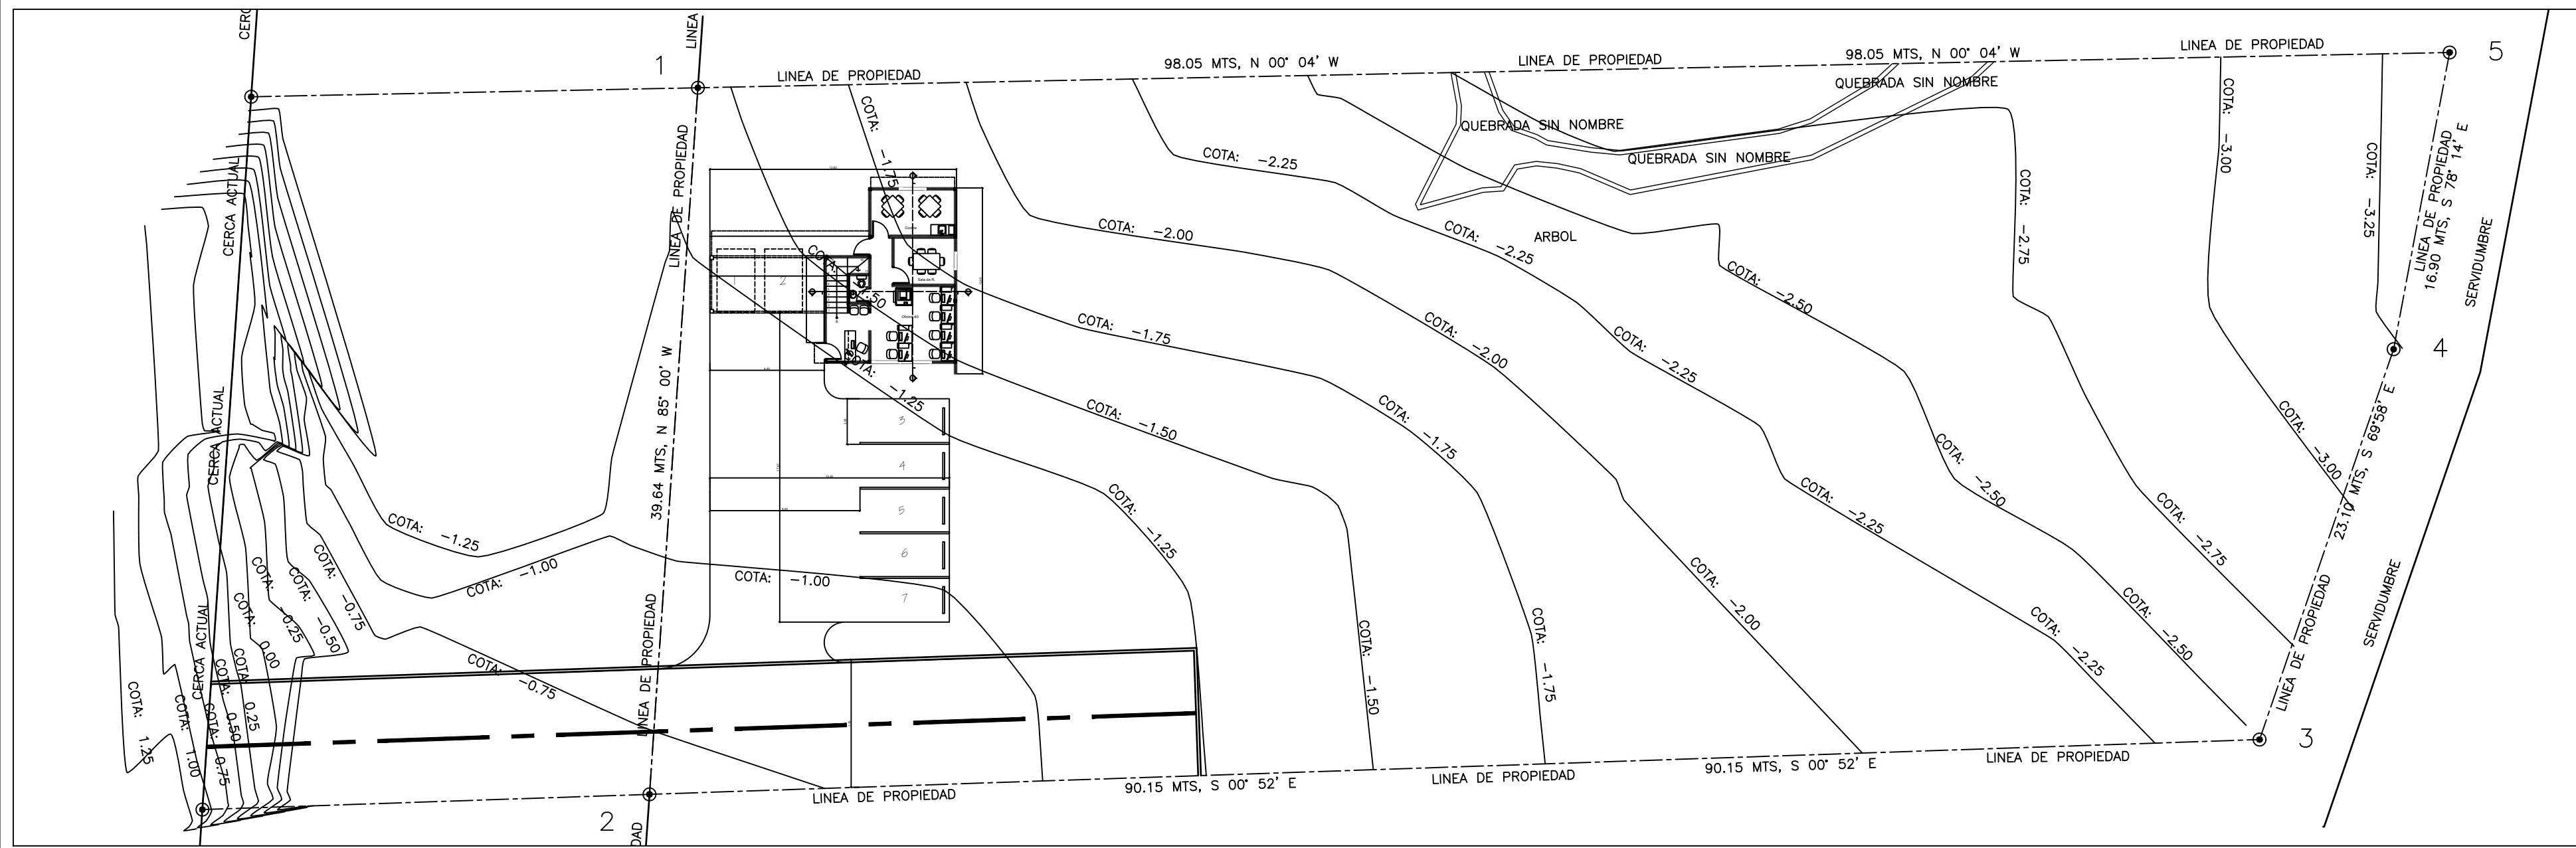 CERC
LINEA
1
LINEA DE PROPIEDAD
98.05 MTS, N 00° 04' W
LINEA DE PROPIEDAD
98.05 MTS, N 00° 04' W
LINEA DE PROPIEDAD
5
QUEBRADA SIN NOMBRE
QUEBRADA SIN NOMBRE
QUEBRADA SIN NOMBRE
COTA: -1.75
COTA: -2.25
COTA: -3.00
COTA: -3.25
LINEA DE PROPIEDAD
16.90 MTS, S 78° 14' E
CERCA ACTUAL
LINEA DE PROPIEDAD
COTA: -2.00
COTA: -2.25
ARBOL
COTA: -2.75
SERVIDUMBRE
COTA: -1.50
1
2
COTA: -2.50
COTA: -1.75
COTA: -2.00
COTA: -2.25
4
39.64 MTS, N 85° 00' W
COTA: -1.25
CERCA ACTUAL
COTA: -1.50
COTA: -1.75
COTA: -3.00
23.10 MTS, S 69°58' E
3
4
5
6
7
COTA: -1.25
COTA: -1.25
COTA: -2.25
COTA: -2.50
COTA: -2.75
COTA: -1.00
COTA: -1.00
COTA: -2.00
COTA: -0.75
COTA: -0.50
COTA: -0.25
COTA: 0.00
CERCA ACTUAL
LINEA DE PROPIEDAD
COTA: -1.75
COTA: -1.50
COTA: -2.25
COTA: -2.50
LINEA DE PROPIEDAD
SERVIDUMBRE
COTA: -0.75
COTA: 0.25
COTA: 0.50
COTA: 0.75
COTA: 1.00
COTA: 1.25
3
LINEA DE PROPIEDAD
90.15 MTS, S 00° 52' E
LINEA DE PROPIEDAD
90.15 MTS, S 00° 52' E
LINEA DE PROPIEDAD
2
DAD